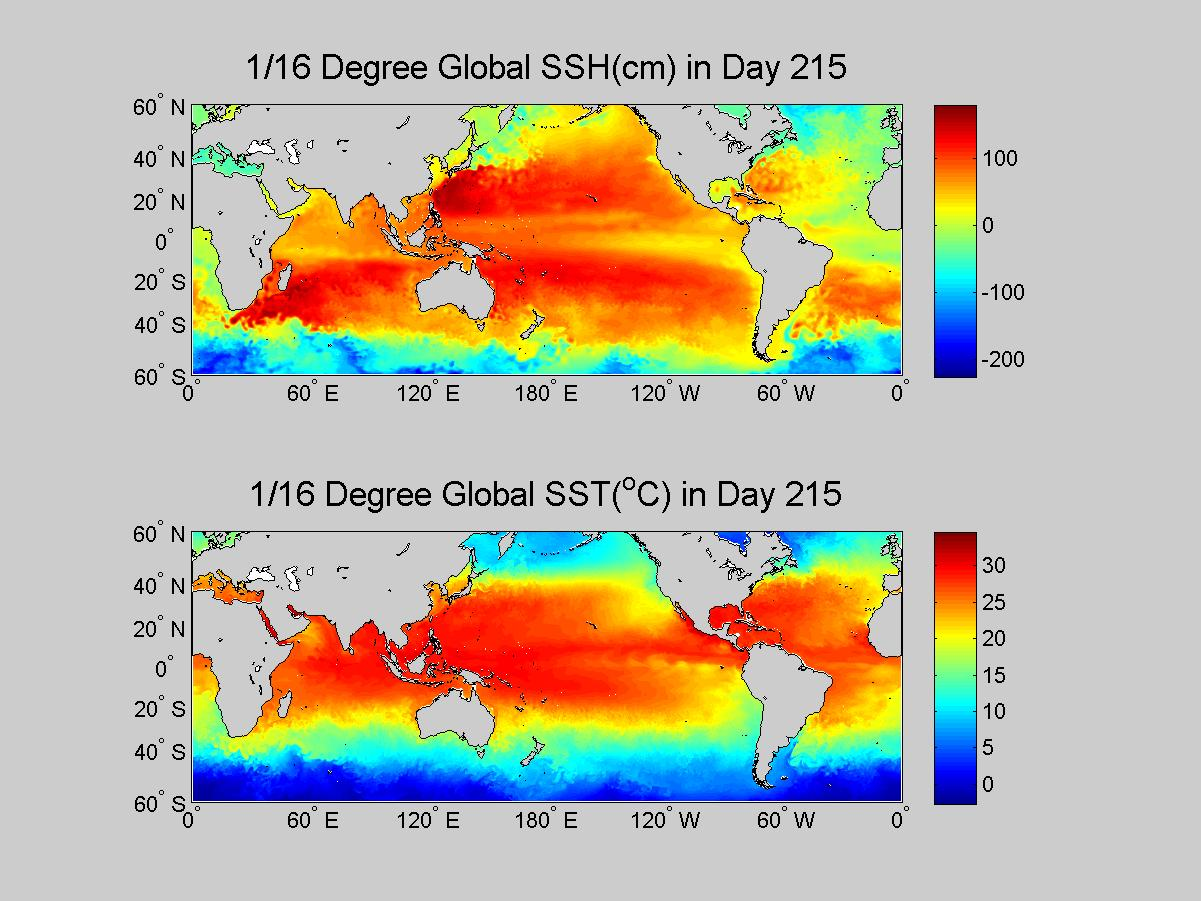 1/16 Degree Global SSH(cm) in Day 215
60° N
40° N
20° N
0°
20° S
40° S
60° S
0° 60° E 120° E 180° E 120° W 60° W 0°
100
0
-100
-200
1/16 Degree Global SST(°C) in Day 215
60° N
40° N
20° N
0°
20° S
40° S
60° S
0° 60° E 120° E 180° E 120° W 60° W 0°
30
25
20
15
10
5
0